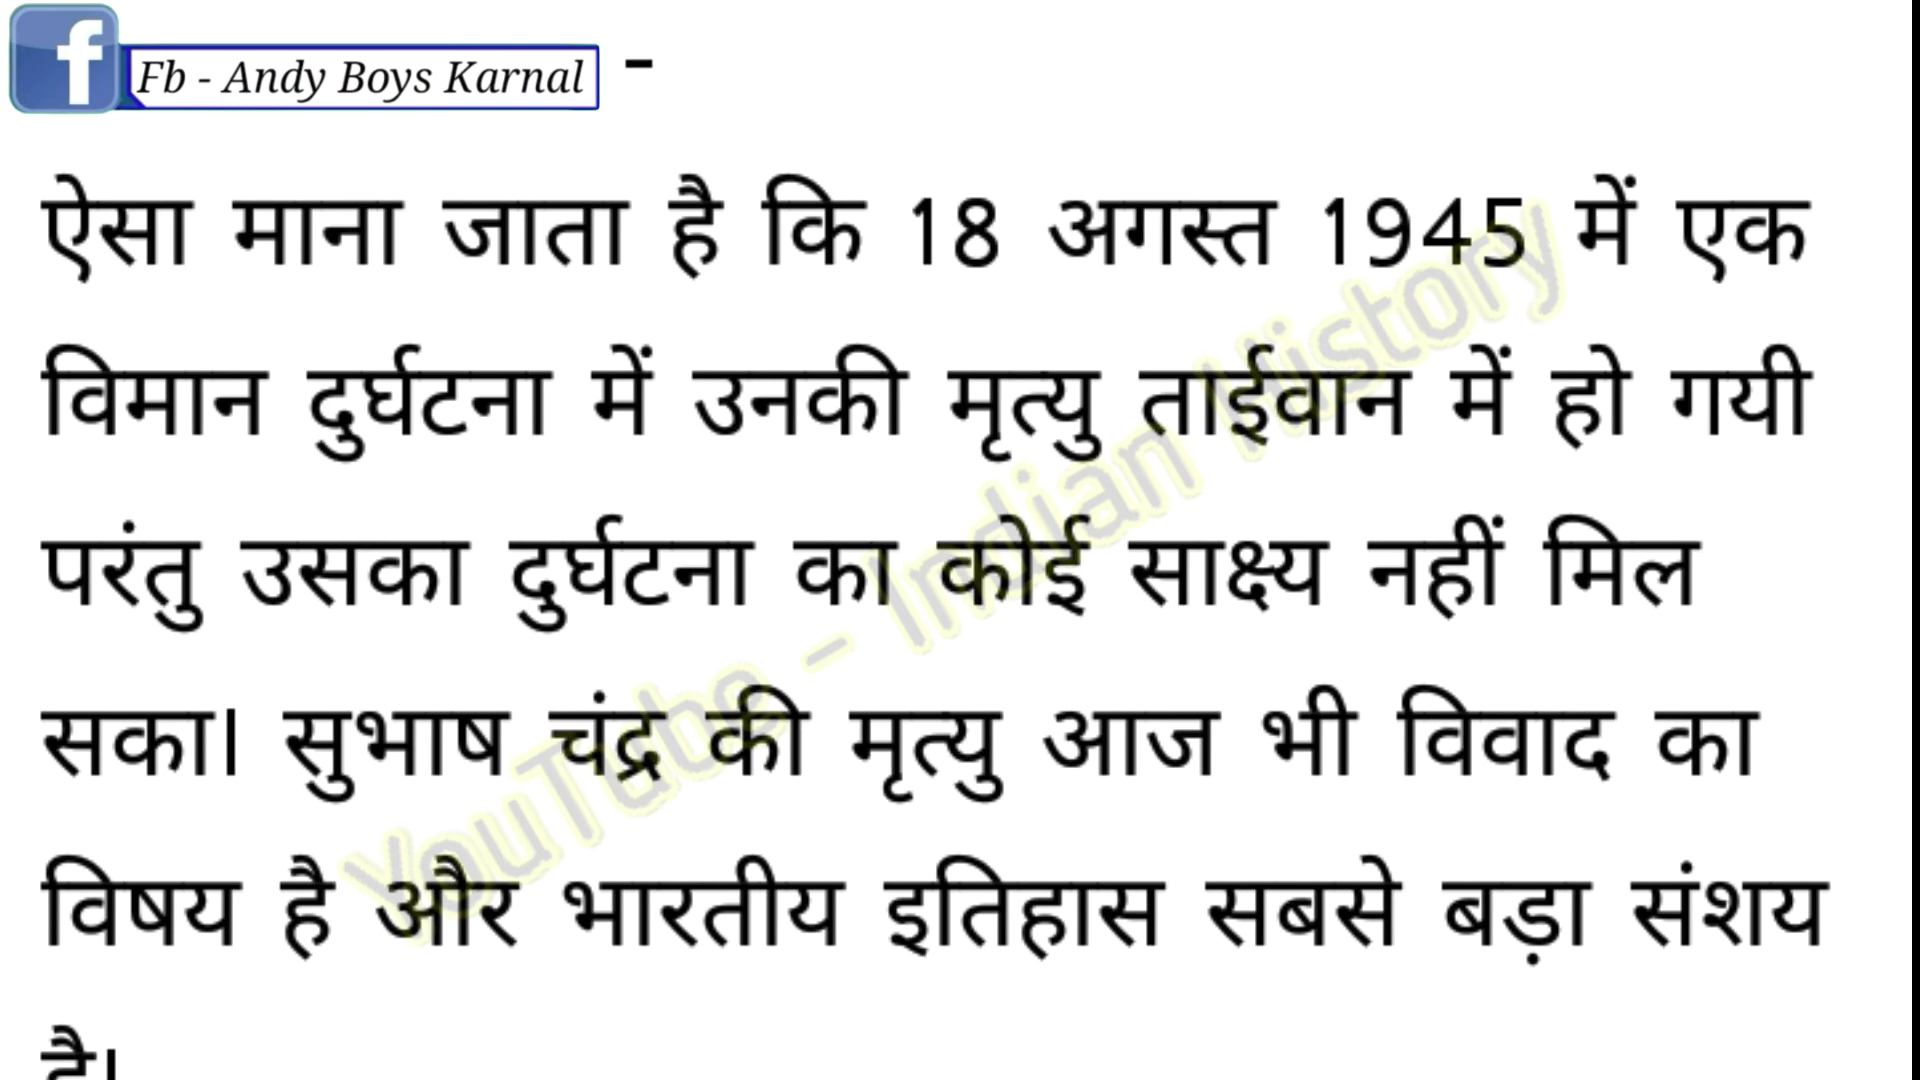 f
Fb - Andy Boys Karnal -
ऐसा माना जाता है कि 18 अगस्त 1945 में एक
विमान दुर्घटना में उनकी मृत्यु ताईवान में हो गयी
परंतु उसका दुर्घटना का कोई साक्ष्य नहीं मिल
सका। सुभाष चंद्र की मृत्यु आज भी विवाद का
विषय है और भारतीय इतिहास सबसे बड़ा संशय
है।
YouTube - Indian History